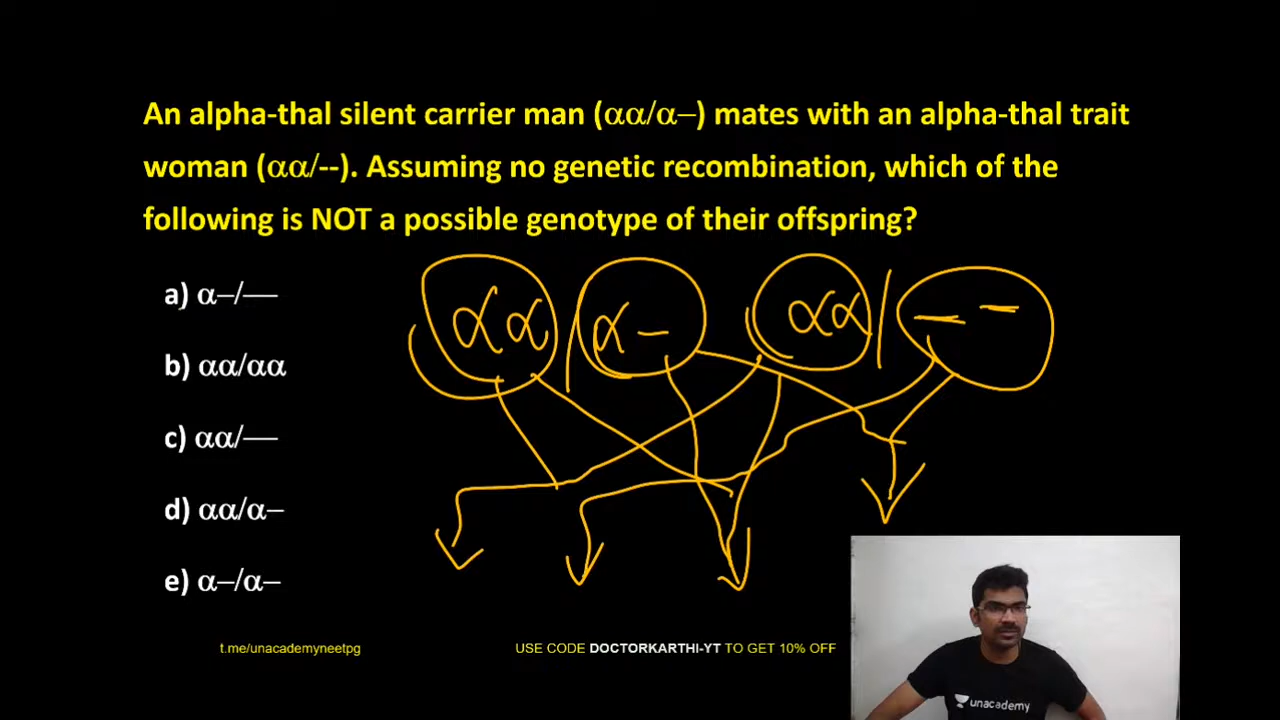 An alpha-thal silent carrier man (αα/α–) mates with an alpha-thal trait
woman (αα/--). Assuming no genetic recombination, which of the
following is NOT a possible genotype of their offspring?
αα/α– αα/– –
a) α–/––
b) αα/αα
c) αα/––
d) αα/α–
e) α–/α–
t.me/unacademyneetpg
USE CODE DOCTORKARTHI-YT TO GET 10% OFF
unacademy